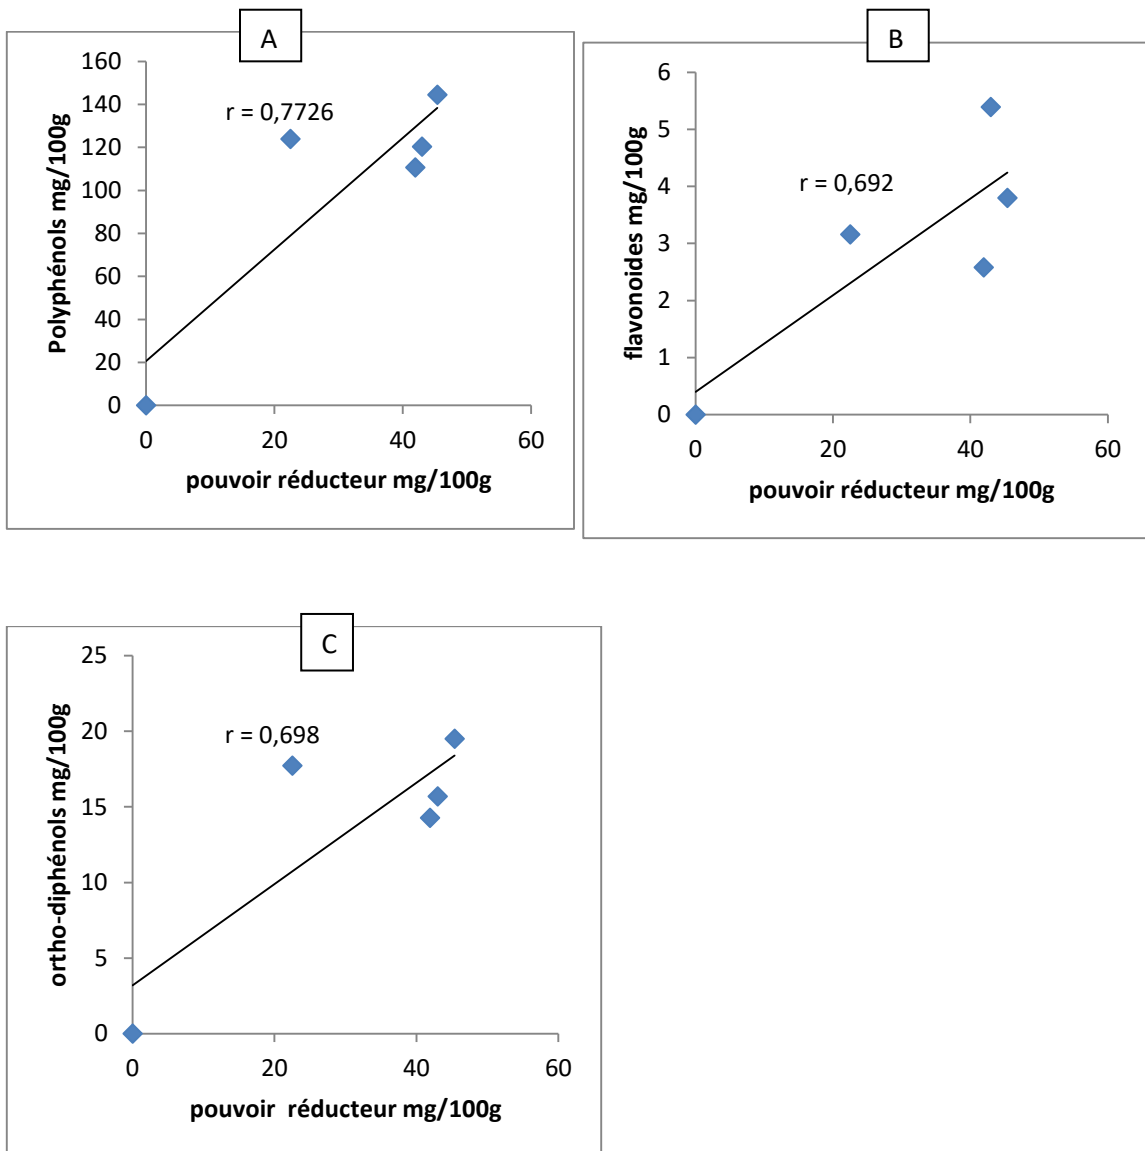 A
160
140
120
100
80
60
40
20
0
r = 0,7726
Polyphénols mg/100g
0 20 40 60
pouvoir réducteur mg/100g
B
6
5
4
3
2
1
0
r = 0,692
flavonoides mg/100g
0 20 40 60
pouvoir réducteur mg/100g
C
25
20
15
10
5
0
r = 0,698
ortho-diphénols mg/100g
0 20 40 60
pouvoir réducteur mg/100g